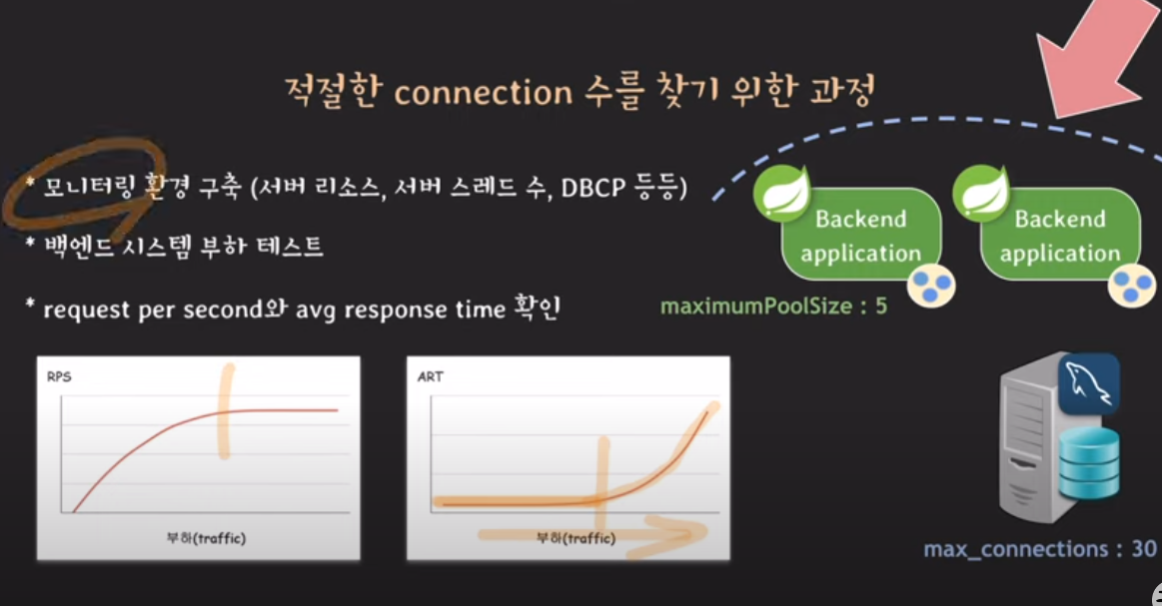 적절한 connection 수를 찾기 위한 과정
* 모니터링 환경 구축 (서버 리소스, 서버 스레드 수, DBCP 등등)
* 백엔드 시스템 부하 테스트
* request per second와 avg response time 확인
Backend
application
Backend
application
maximumPoolSize : 5
RPS
부하(traffic)
ART
부하(traffic)
max_connections : 30